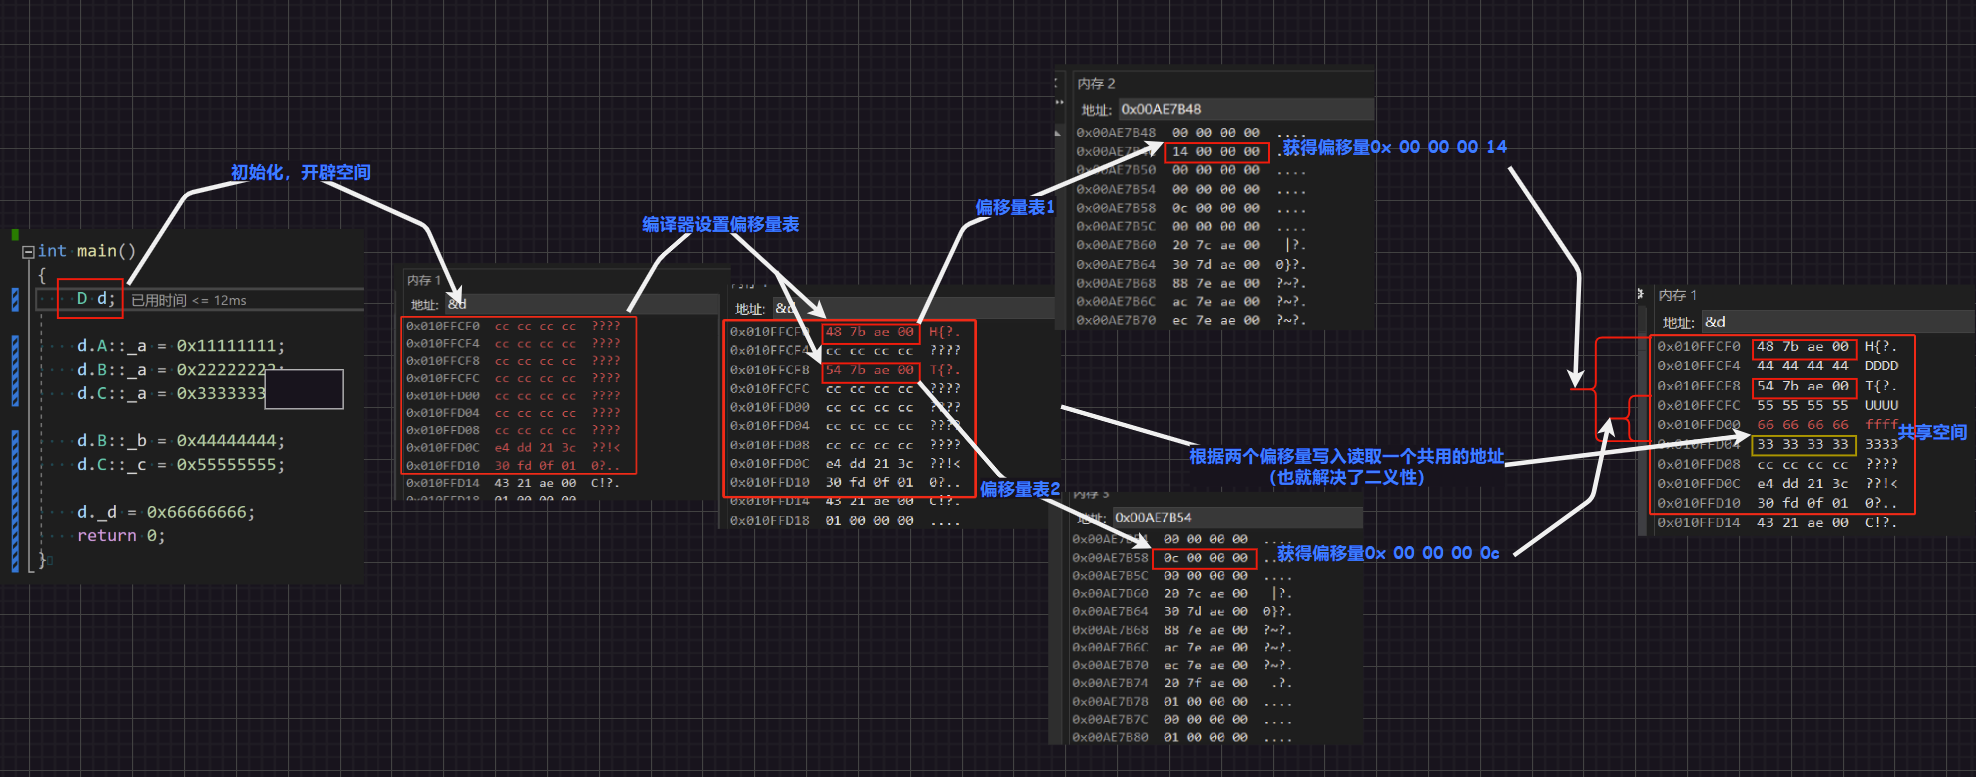 初始化，开辟空间
int main()
{
D d; 已用时间 <= 12ms
d.A::_a = 0x11111111;
d.B::_a = 0x22222222;
d.C::_a = 0x3333333
d.B::_b = 0x44444444;
d.C::_c = 0x55555555;
d._d = 0x66666666;
return 0;
}
编译器设置偏移量表
内存 1
地址: &d
0x010FFCF0 cc cc cc cc ????
0x010FFCF4 cc cc cc cc ????
0x010FFCF8 cc cc cc cc ????
0x010FFCFC cc cc cc cc ????
0x010FFD00 cc cc cc cc ????
0x010FFD04 cc cc cc cc ????
0x010FFD08 cc cc cc cc ????
0x010FFD0C e4 dd 21 3c ??!<
0x010FFD10 30 fd 0f 01 0?..
0x010FFD14 43 21 ae 00 C!?.
0x010FFD18 01 00 00 00
地址: &d
0x010FFCF0 48 7b ae 00 H{?.
0x010FFCF4 cc cc cc cc ????
0x010FFCF8 54 7b ae 00 T{?.
0x010FFCFC cc cc cc cc ????
0x010FFD00 cc cc cc cc ????
0x010FFD04 cc cc cc cc ????
0x010FFD08 cc cc cc cc ????
0x010FFD0C e4 dd 21 3c ??!<
0x010FFD10 30 fd 0f 01 0?..
0x010FFD14 43 21 ae 00 C!?.
0x010FFD18 01 00 00 00 ....
偏移量表1
内存 2
地址: 0x00AE7B48
0x00AE7B48 00 00 00 00 ....
14 00 00 00
0x00AE7B50 00 00 00 00 ....
0x00AE7B54 00 00 00 00 ....
0x00AE7B58 0c 00 00 00 ....
0x00AE7B5C 00 00 00 00 ....
0x00AE7B60 20 7c ae 00 |?.
0x00AE7B64 30 7d ae 00 0}?.
0x00AE7B68 88 7e ae 00 ?~?.
0x00AE7B6C ac 7e ae 00 ?~?.
0x00AE7B70 ec 7e ae 00 ?~?.
获得偏移量0x 00 00 00 14
偏移量表2
内存 3
地址: 0x00AE7B54
00 00 00 00 ....
0x00AE7B58 0c 00 00 00
0x00AE7B5C 00 00 00 00 ....
0x00AE7B60 20 7c ae 00 |?.
0x00AE7B64 30 7d ae 00 0}?.
0x00AE7B68 88 7e ae 00 ?~?.
0x00AE7B6C ac 7e ae 00 ?~?.
0x00AE7B70 ec 7e ae 00 ?~?.
0x00AE7B74 20 7f ae 00 .?.
0x00AE7B78 01 00 00 00 ....
0x00AE7B7C 00 00 00 00 ....
0x00AE7B80 01 00 00 00 ....
获得偏移量0x 00 00 00 0c
根据两个偏移量写入读取一个共用的地址
(也就解决了二义性)
内存 1
地址: &d
0x010FFCF0 48 7b ae 00 H{?.
0x010FFCF4 44 44 44 44 DDDD
0x010FFCF8 54 7b ae 00 T{?.
0x010FFCFC 55 55 55 55 UUUU
0x010FFD00 66 66 66 66 ffff
0x010FFD04 33 33 33 33 3333
0x010FFD08 cc cc cc cc ????
0x010FFD0C e4 dd 21 3c ??!<
0x010FFD10 30 fd 0f 01 0?..
0x010FFD14 43 21 ae 00 C!?.
共享空间